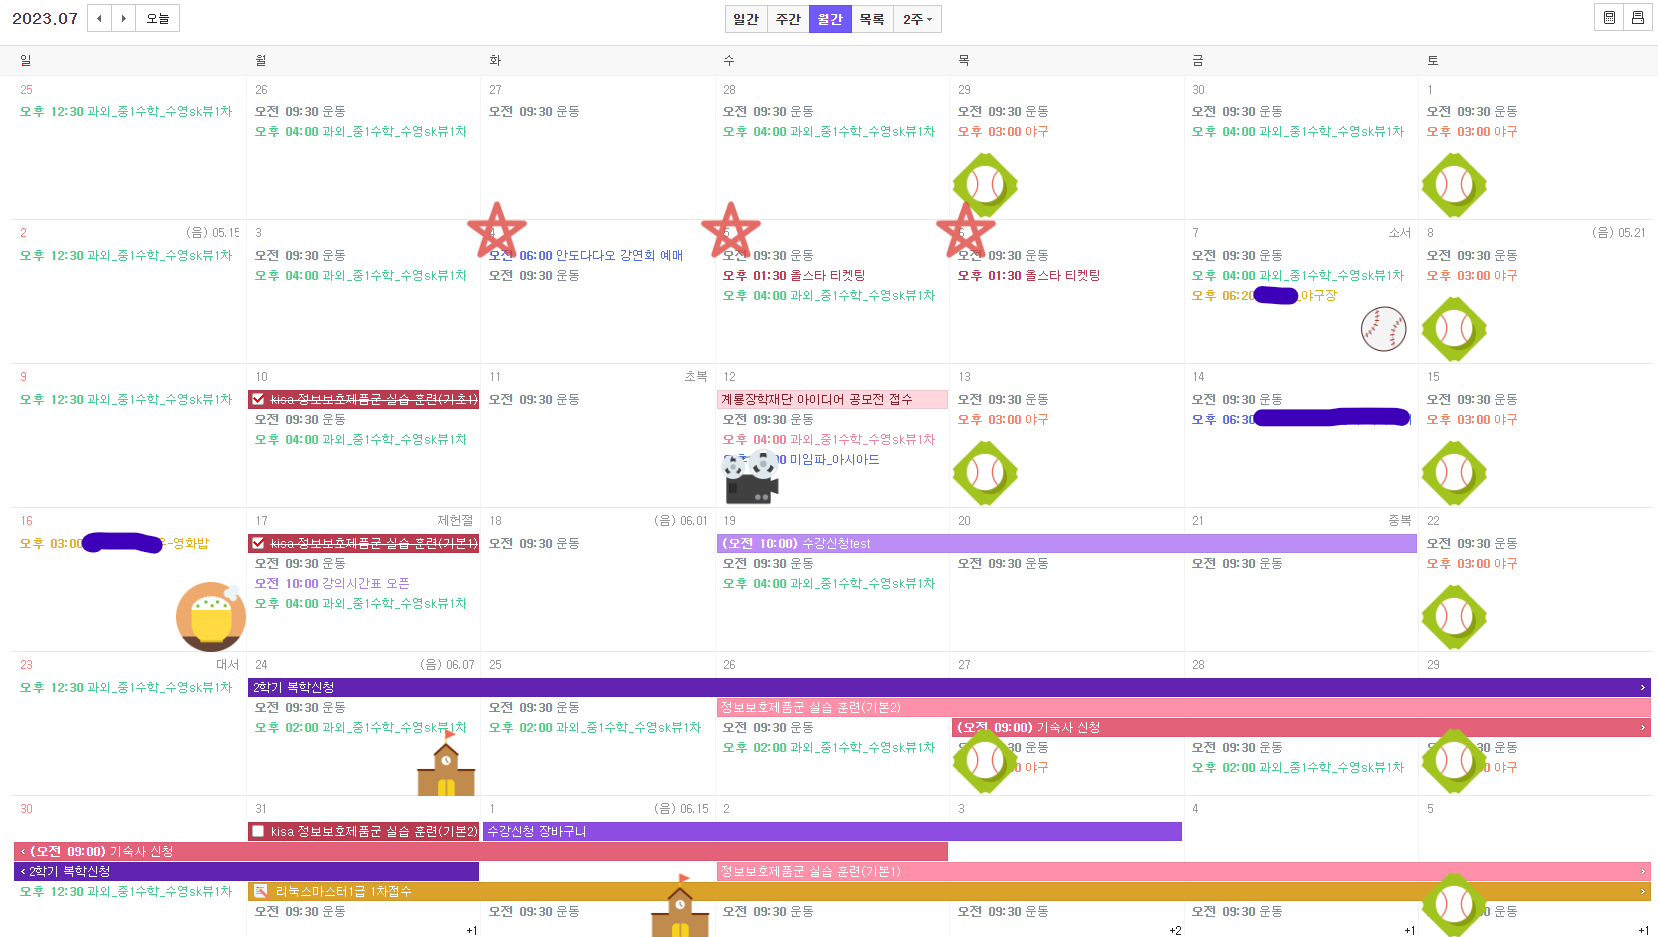 2023.07 오늘 일간 주간 월간 목록 2주
일 월 화 수 목 금 토
25 26 27 28 29 30 1
오후 12:30 과외_중1수학_수영sk뷰1차 오전 09:30 운동 오전 09:30 운동 오전 09:30 운동 오전 09:30 운동 오전 09:30 운동 오전 09:30 운동
오후 04:00 과외_중1수학_수영sk뷰1차 오후 04:00 과외_중1수학_수영sk뷰1차 오후 03:00 야구 오후 04:00 과외_중1수학_수영sk뷰1차 오후 03:00 야구
2 (음) 05.15 3 4 5 6 7 소서 8 (음) 05.21
오후 12:30 과외_중1수학_수영sk뷰1차 오전 09:30 운동 오전 06:00 안도다다오 강연회 예매 오전 09:30 운동 오전 09:30 운동 오전 09:30 운동 오전 09:30 운동
오후 04:00 과외_중1수학_수영sk뷰1차 오전 09:30 운동 오후 01:30 올스타 티켓팅 오후 01:30 올스타 티켓팅 오후 04:00 과외_중1수학_수영sk뷰1차 오후 03:00 야구
오후 04:00 과외_중1수학_수영sk뷰1차 오후 06:20 _야구장
9 10 11 초복 12 13 14 15
오후 12:30 과외_중1수학_수영sk뷰1차 kisa 정보보호제품군 실습 훈련(기초1) 오전 09:30 운동 계룡장학재단 아이디어 공모전 접수 오전 09:30 운동 오전 09:30 운동 오전 09:30 운동
오전 09:30 운동 오전 09:30 운동 오후 03:00 야구 오후 06:30 오후 03:00 야구
오후 04:00 과외_중1수학_수영sk뷰1차 오후 04:00 과외_중1수학_수영sk뷰1차
미임파_아시아드
16 17 제헌절 18 (음) 06.01 19 20 21 중복 22
오후 03:00 -영화밥 kisa 정보보호제품군 실습 훈련(기본1) 오전 09:30 운동 (오전 10:00) 수강신청test 오전 09:30 운동
오전 09:30 운동 오전 09:30 운동 오전 09:30 운동 오전 09:30 운동 오후 03:00 야구
오전 10:00 강의시간표 오픈 오후 04:00 과외_중1수학_수영sk뷰1차
오후 04:00 과외_중1수학_수영sk뷰1차
23 대서 24 (음) 06.07 25 26 27 28 29
오후 12:30 과외_중1수학_수영sk뷰1차 2학기 복학신청 ›
오전 09:30 운동 오전 09:30 운동 정보보호제품군 실습 훈련(기본2)
오후 02:00 과외_중1수학_수영sk뷰1차 오후 02:00 과외_중1수학_수영sk뷰1차 오전 09:30 운동 (오전 09:00) 기숙사 신청 ›
오후 02:00 과외_중1수학_수영sk뷰1차 30 운동 오전 09:30 운동 0 운동
0 야구 오후 02:00 과외_중1수학_수영sk뷰1차 0 야구
30 31 1 (음) 06.15 2 3 4 5
kisa 정보보호제품군 실습 훈련(기본2) 수강신청 장바구니
‹ (오전 09:00) 기숙사 신청
‹ 2학기 복학신청 정보보호제품군 실습 훈련(기본1) ›
오후 12:30 과외_중1수학_수영sk뷰1차 리눅스마스터1급 1차접수 ›
오전 09:30 운동 오전 09:30 운동 오전 09:30 운동 오전 09:30 운동 오전 09:30 운동 0 운동
+1 +2 +1 +1